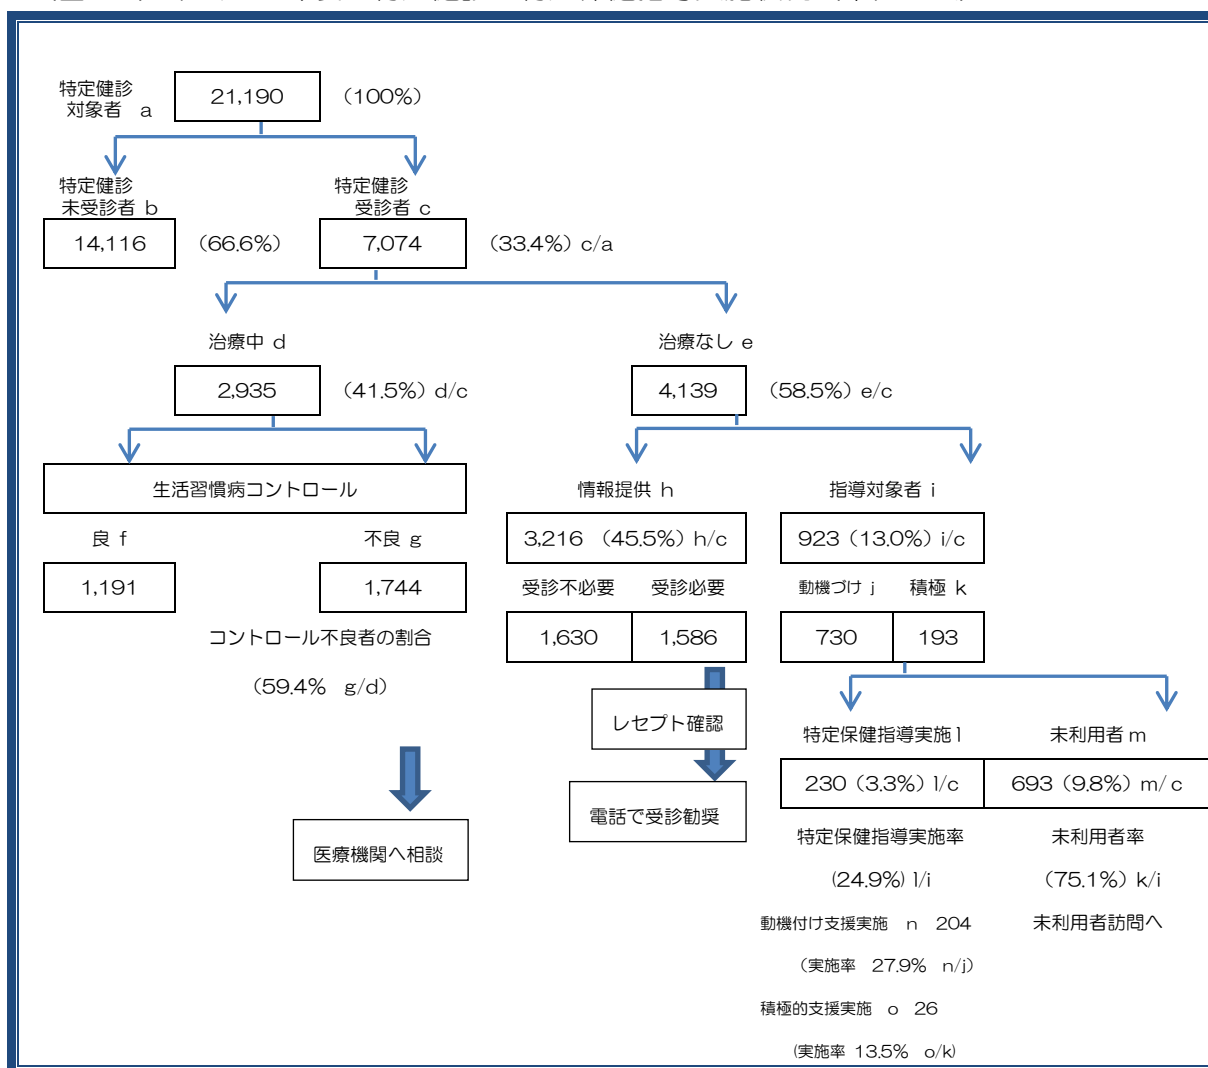 特定健診
対象者 a
21,190 (100%)
特定健診
未受診者 b
特定健診
受診者 c
14,116 (66.6%)
7,074 (33.4%) c/a
治療中 d
治療なし e
2,935 (41.5%) d/c
4,139 (58.5%) e/c
生活習慣病コントロール
情報提供 h
指導対象者 i
良 f
不良 g
3,216 (45.5%) h/c
923 (13.0%) i/c
1,191
1,744
受診不必要 受診必要
動機づけ j 積極 k
コントロール不良者の割合
1,630 1,586
730 193
(59.4% g/d)
レセプト確認
特定保健指導実施 l
未利用者 m
230 (3.3%) l/c
693 (9.8%) m/c
電話で受診勧奨
医療機関へ相談
特定保健指導実施率
未利用者率
(24.9%) l/i
(75.1%) k/i
動機付け支援実施 n 204
未利用者訪問へ
(実施率 27.9% n/j)
積極的支援実施 o 26
(実施率 13.5% o/k)